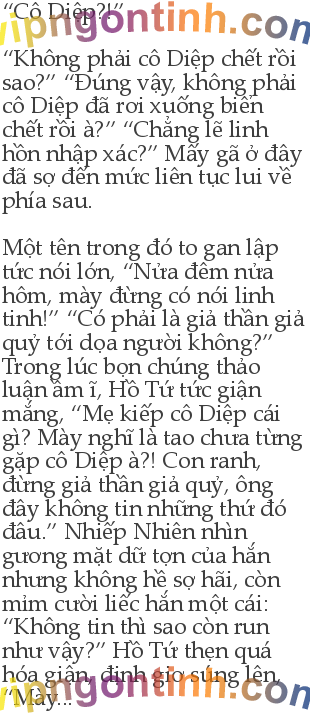 “Cô Diệp?!”
vipngontinh.com
“Không phải cô Diệp chết rồi
sao?” “Đúng vậy, không phải
cô Diệp đã rơi xuống biển
chết rồi à?” “Chẳng lẽ linh
hồn nhập xác?” Mấy gã ở đây
đã sợ đến mức liên tục lui về
phía sau.
Một tên trong đó to gan lập
tức nói lớn, “Nửa đêm nửa
hôm, mày đừng có nói linh
tinh!” “Có phải là giả thần giả
quỷ tới dọa người không?”
Trong lúc bọn chúng thảo
luận ầm ĩ, Hồ Tứ tức giận
mắng, “Mẹ kiếp cô Diệp cái
gì? Mày nghĩ là tao chưa từng
gặp cô Diệp à?! Con ranh,
đừng giả thần giả quỷ, ông
đây không tin những thứ đó
đâu.” Nhiếp Nhiên nhìn
gương mặt dữ tợn của hắn
nhưng không hề sợ hãi, còn
mỉm cười liếc hắn một cái:
“Không tin thì sao còn run
như vậy?” Hồ Tứ thẹn quá
hóa giận, định giơ súng lên,
vipngontinh.com
“Mày...